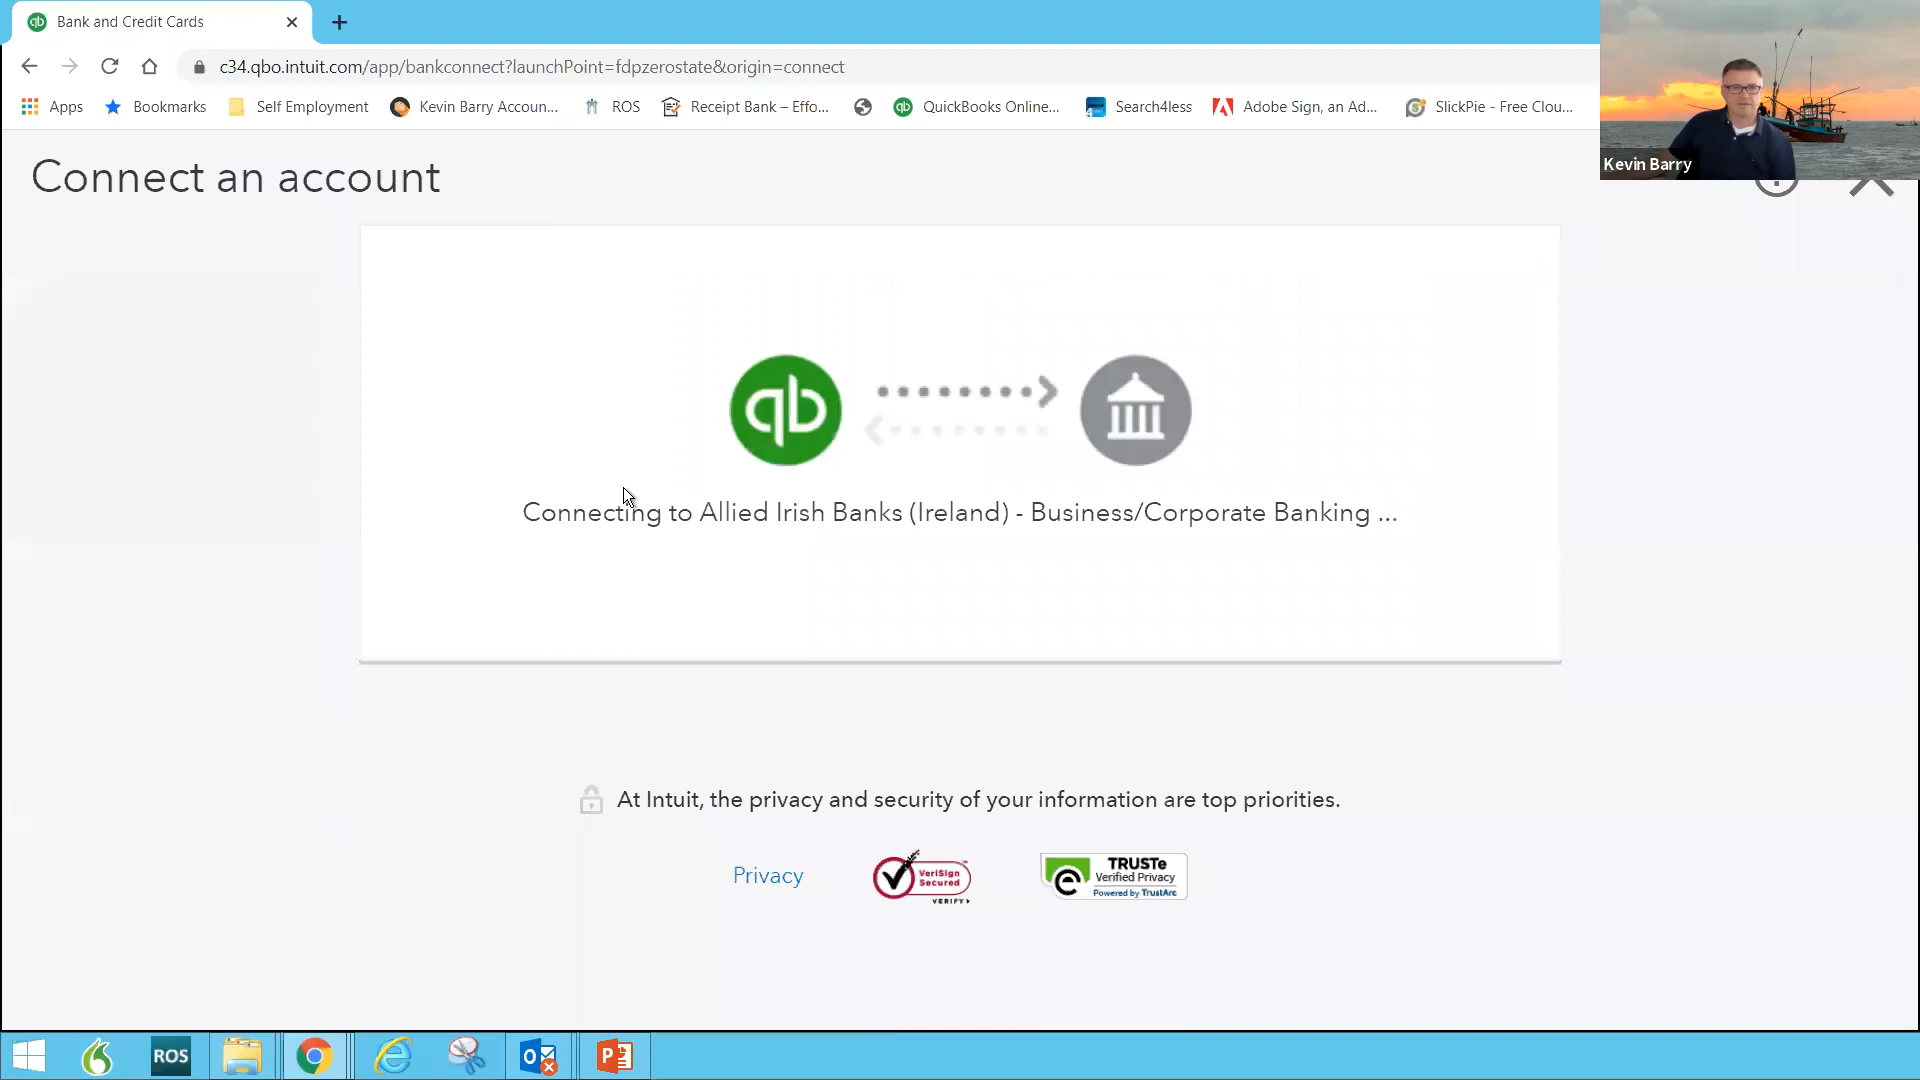 Bank and Credit Cards
c34.qbo.intuit.com/app/bankconnect?launchPoint=fdpzerostate&origin=connect
Apps Bookmarks Self Employment Kevin Barry Accoun... ROS Receipt Bank – Effo... QuickBooks Online... Search4less Adobe Sign, an Ad... SlickPie - Free Clou...
Kevin Barry
Connect an account
qb
Connecting to Allied Irish Banks (Ireland) - Business/Corporate Banking ...
At Intuit, the privacy and security of your information are top priorities.
Privacy
VeriSign
Secured
VERIFY
TRUSTe
Verified Privacy
Powered by TrustArc
ROS